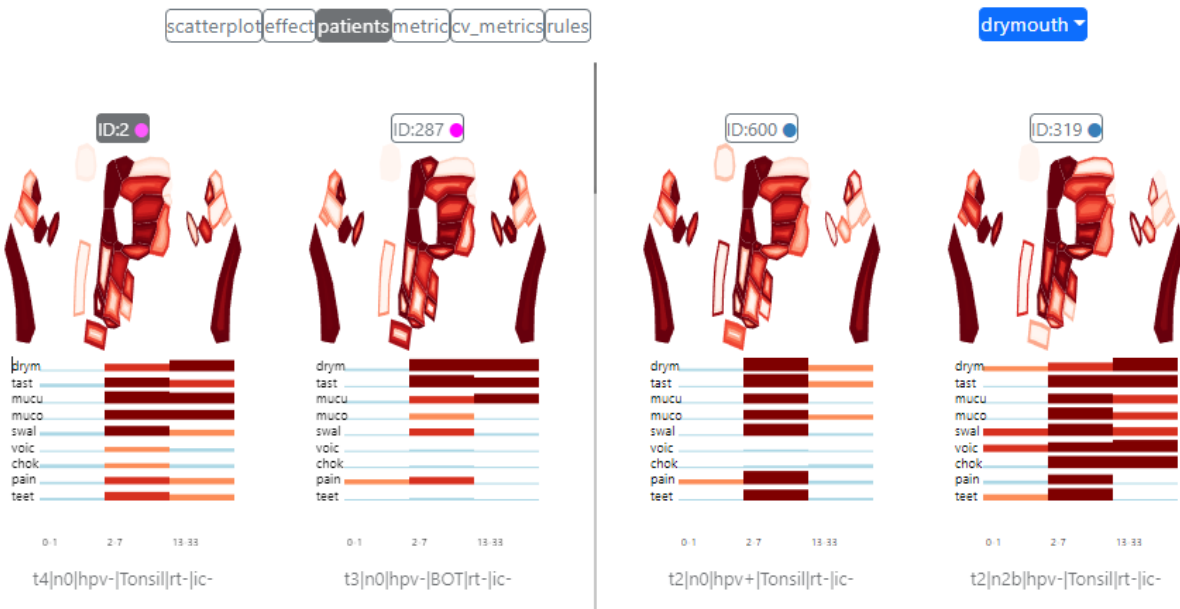 scatterplot effect patients metric cv_metrics rules drymouth
ID:2 ID:287 ID:600 ID:319
drym drym drym drym
tast tast tast tast
mucu mucu mucu mucu
muco muco muco muco
swal swal swal swal
voic voic voic voic
chok chok chok chok
pain pain pain pain
teet teet teet teet
0-1 2-7 13-33 0-1 2-7 13-33 0-1 2-7 13-33 0-1 2-7 13-33
t4|n0|hpv-|Tonsil|rt-|ic- t3|n0|hpv-|BOT|rt-|ic- t2|n0|hpv+|Tonsil|rt-|ic- t2|n2b|hpv-|Tonsil|rt-|ic-